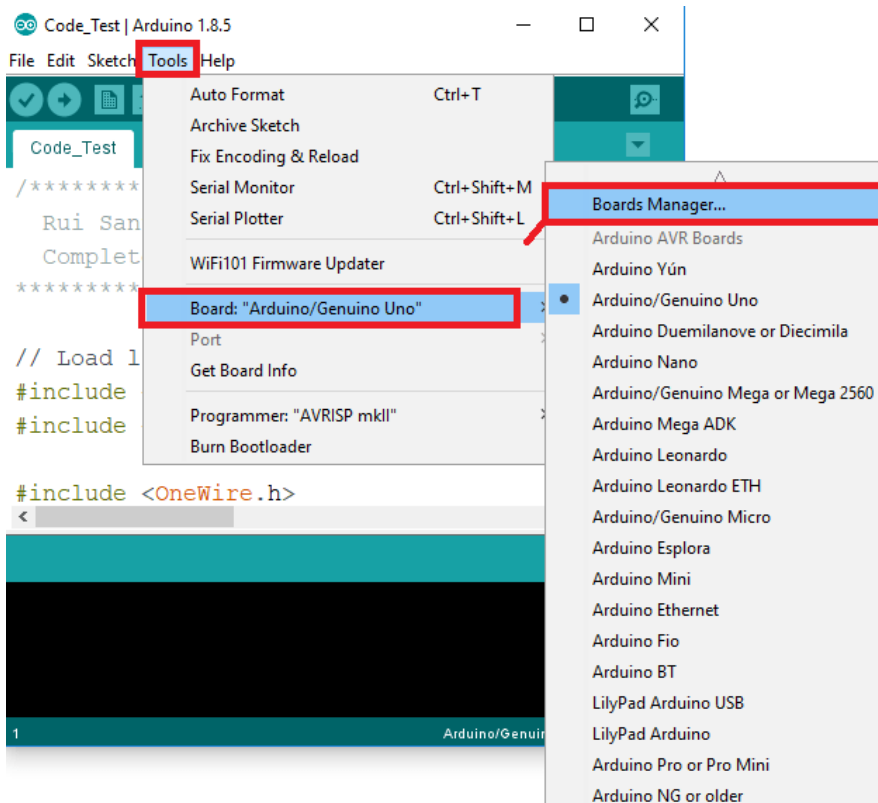 Code_Test | Arduino 1.8.5
File Edit Sketch Tools Help
Auto Format Ctrl+T
Archive Sketch
Fix Encoding & Reload
Serial Monitor Ctrl+Shift+M
Serial Plotter Ctrl+Shift+L
WiFi101 Firmware Updater
Board: "Arduino/Genuino Uno"
Port
Get Board Info
Programmer: "AVRISP mkII"
Burn Bootloader
Code_Test
/********
Rui San
Complet
*********
// Load l
#include
#include
#include <OneWire.h>
1 Arduino/Genuin
Boards Manager...
Arduino AVR Boards
Arduino Yún
Arduino/Genuino Uno
Arduino Duemilanove or Diecimila
Arduino Nano
Arduino/Genuino Mega or Mega 2560
Arduino Mega ADK
Arduino Leonardo
Arduino Leonardo ETH
Arduino/Genuino Micro
Arduino Esplora
Arduino Mini
Arduino Ethernet
Arduino Fio
Arduino BT
LilyPad Arduino USB
LilyPad Arduino
Arduino Pro or Pro Mini
Arduino NG or older